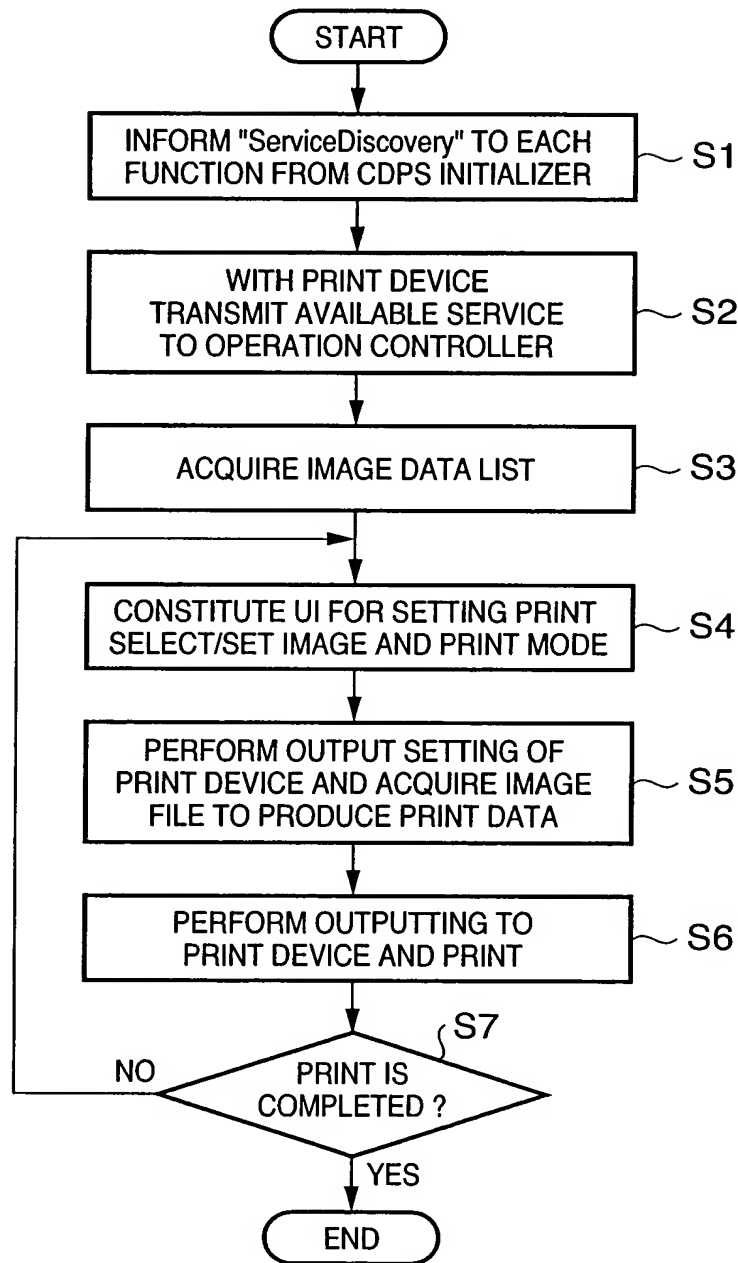 START
INFORM "ServiceDiscovery" TO EACH
FUNCTION FROM CDPS INITIALIZER
S1
WITH PRINT DEVICE
TRANSMIT AVAILABLE SERVICE
TO OPERATION CONTROLLER
S2
ACQUIRE IMAGE DATA LIST
S3
CONSTITUTE UI FOR SETTING PRINT
SELECT/SET IMAGE AND PRINT MODE
S4
PERFORM OUTPUT SETTING OF
PRINT DEVICE AND ACQUIRE IMAGE
FILE TO PRODUCE PRINT DATA
S5
PERFORM OUTPUTTING TO
PRINT DEVICE AND PRINT
S6
S7
NO
PRINT IS
COMPLETED ?
YES
END